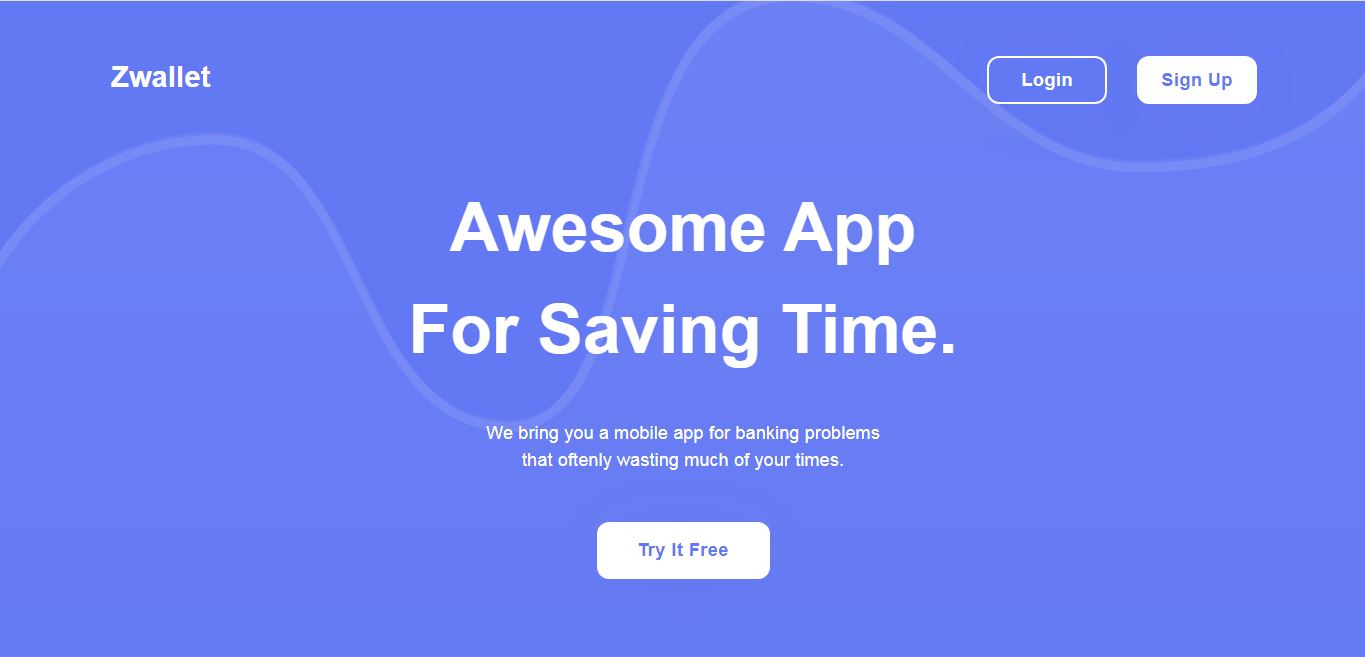 Zwallet
Login
Sign Up
Awesome App
For Saving Time.
We bring you a mobile app for banking problems
that oftenly wasting much of your times.
Try It Free